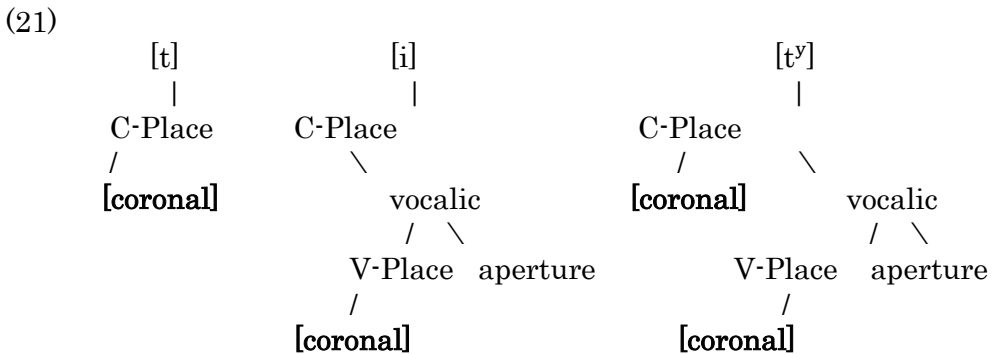 (21)
[t] [i] [tʸ]
| | |
C-Place C-Place C-Place
/ \ / \
[coronal] vocalic [coronal] vocalic
/ \ / \
V-Place aperture V-Place aperture
/ /
[coronal] [coronal]